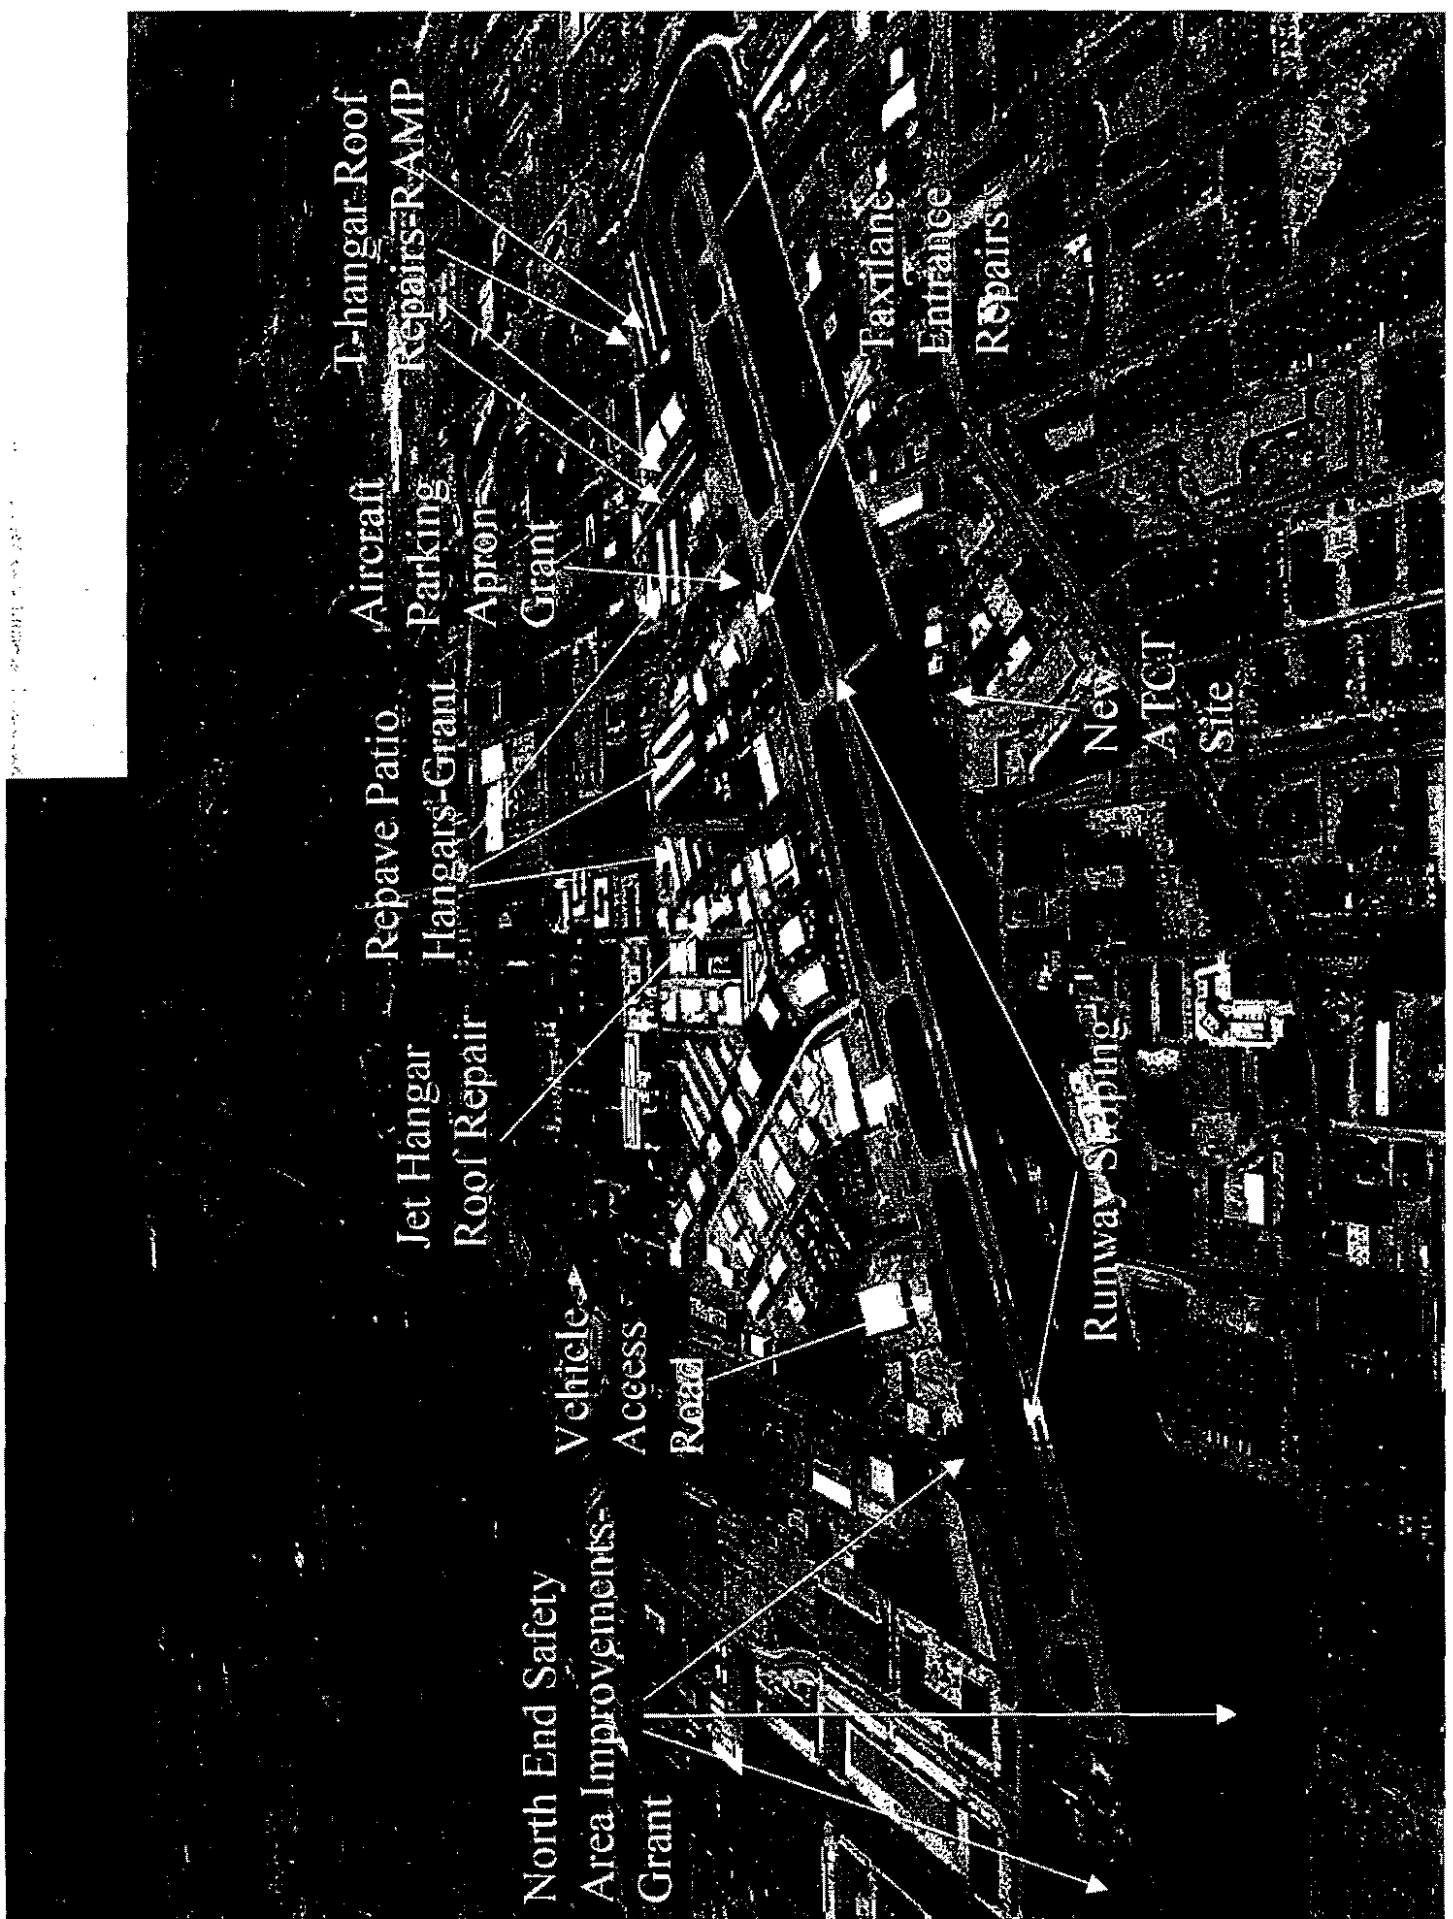 North End Safety
Area Improvements-
Grant
Vehicle
Access
Road
Jet Hangar
Roof Repair
Repave Patio
Hangars-Grant
Aircraft
Parking
Apron-
Grant
T-hangar Roof
Repairs-RAMP
Runway Striping
New
ATCT
Site
Taxilane
Entrance
Repairs